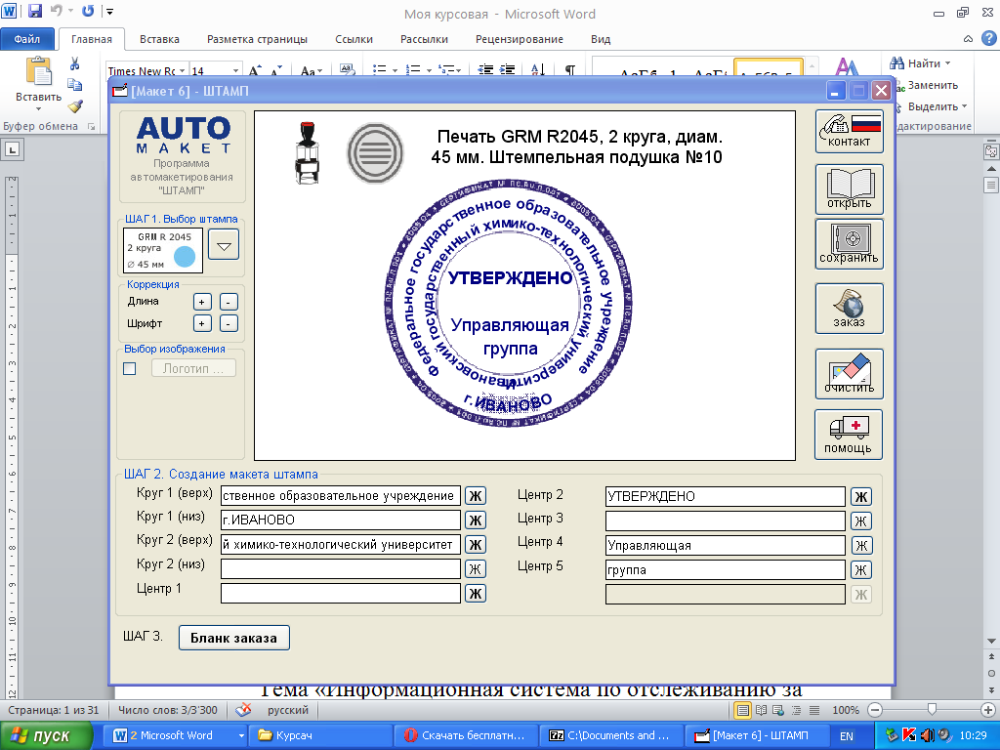 Моя курсовая - Microsoft Word
Файл Главная Вставка Разметка страницы Ссылки Рассылки Рецензирование Вид
Вставить
Буфер обмена
Times New Ro 14
Найти
Заменить
Выделить
[Макет 6] - ШТАМП
AUTO
МАКЕТ
Программа
автомакетирования
"ШТАМП"
ШАГ 1. Выбор штампа
GRM R 2045
2 круга
∅ 45 мм
Коррекция
Длина + -
Шрифт + -
Выбор изображения
Логотип ...
Печать GRM R2045, 2 круга, диам.
45 мм. Штемпельная подушка №10
Федеральное государственное образовательное учреждение
г.ИВАНОВО
Ивановский государственный химико-технологический университет
УТВЕРЖДЕНО
Управляющая
группа
контакт
открыть
сохранить
заказ
очистить
помощь
ШАГ 2. Создание макета штампа
Круг 1 (верх) ственное образовательное учреждение Ж
Круг 1 (низ) г.ИВАНОВО Ж
Круг 2 (верх) й химико-технологический университет Ж
Круг 2 (низ) Ж
Центр 1 Ж
Центр 2 УТВЕРЖДЕНО Ж
Центр 3 Ж
Центр 4 Управляющая Ж
Центр 5 группа Ж
Ж
ШАГ 3. Бланк заказа
Тема «Информационная система по отслеживанию за
Страница: 1 из 31 Число слов: 3/3'300 русский 100%
пуск 2 Microsoft Word Курсач Скачать бесплатн... C:\Documents and ... [Макет 6] - ШТАМП EN 10:29